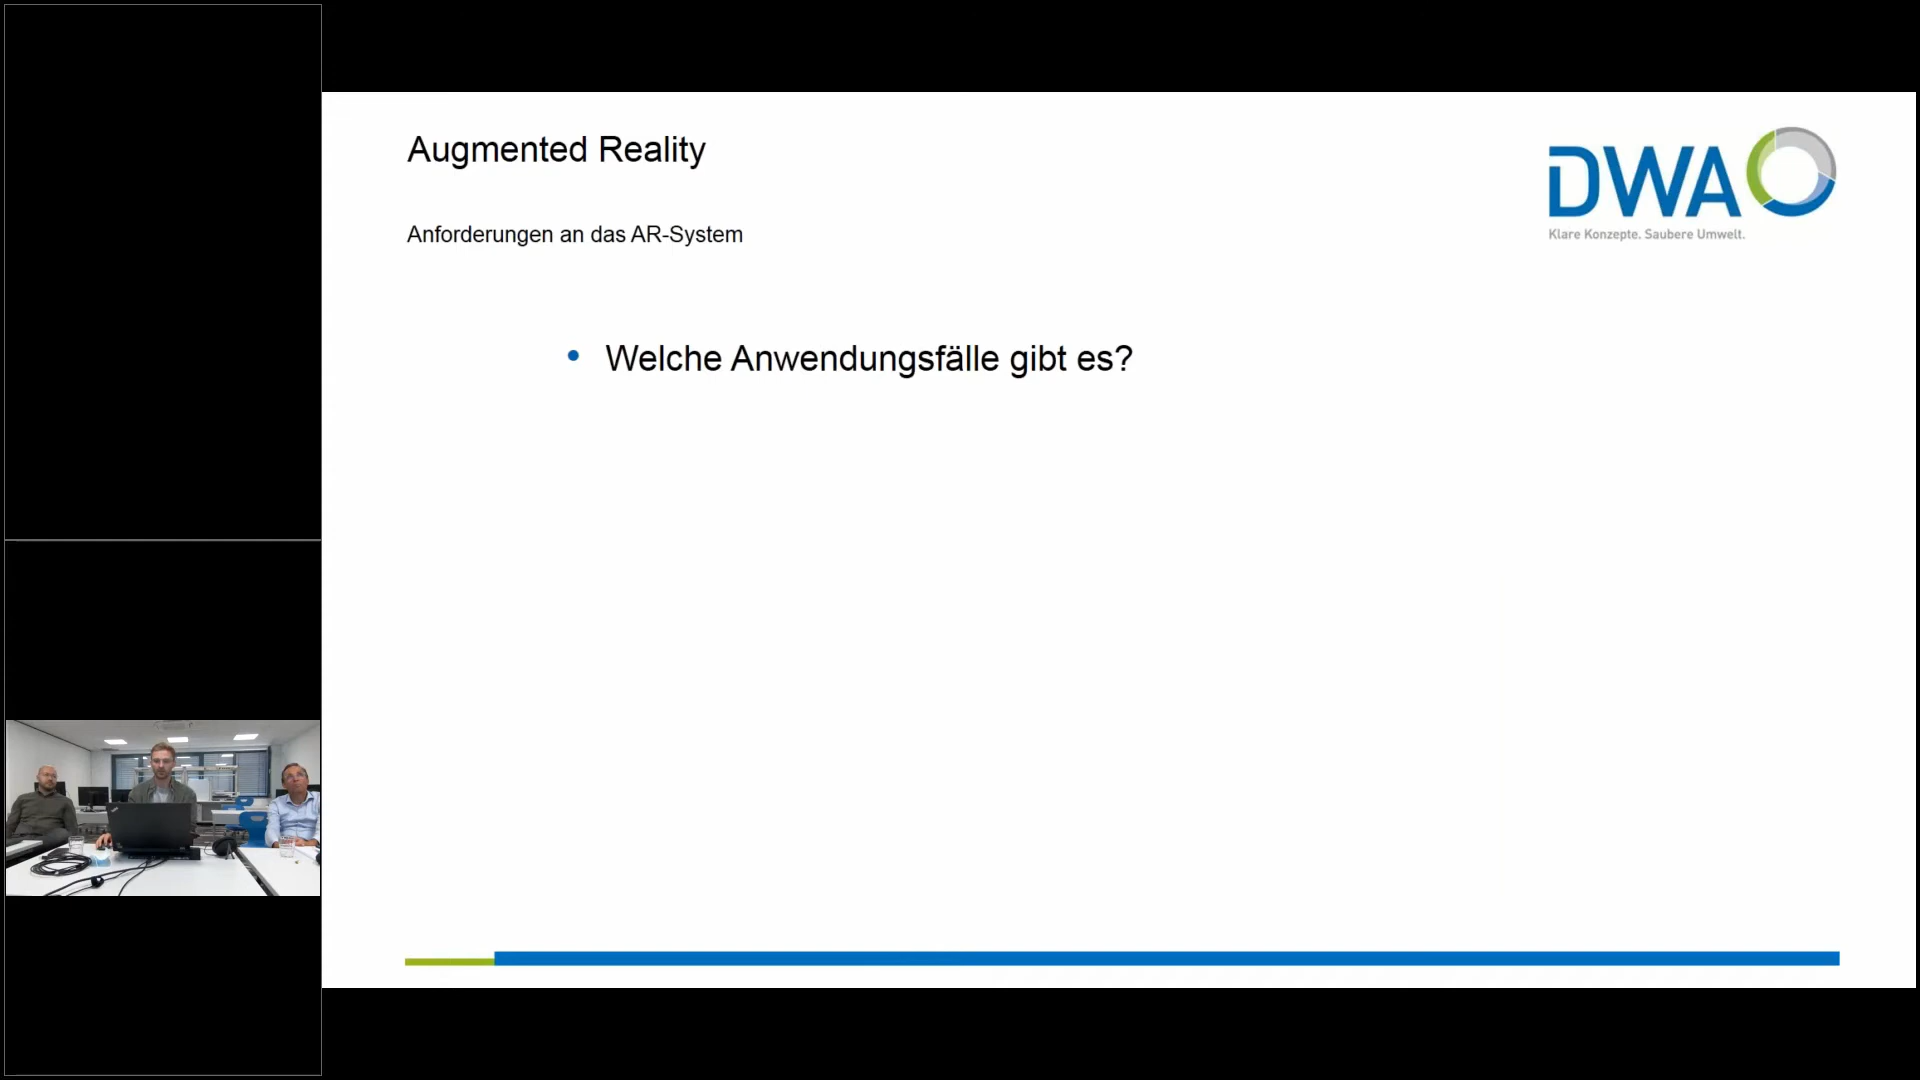 Augmented Reality
DWA
Klare Konzepte. Saubere Umwelt.
Anforderungen an das AR-System
• Welche Anwendungsfälle gibt es?